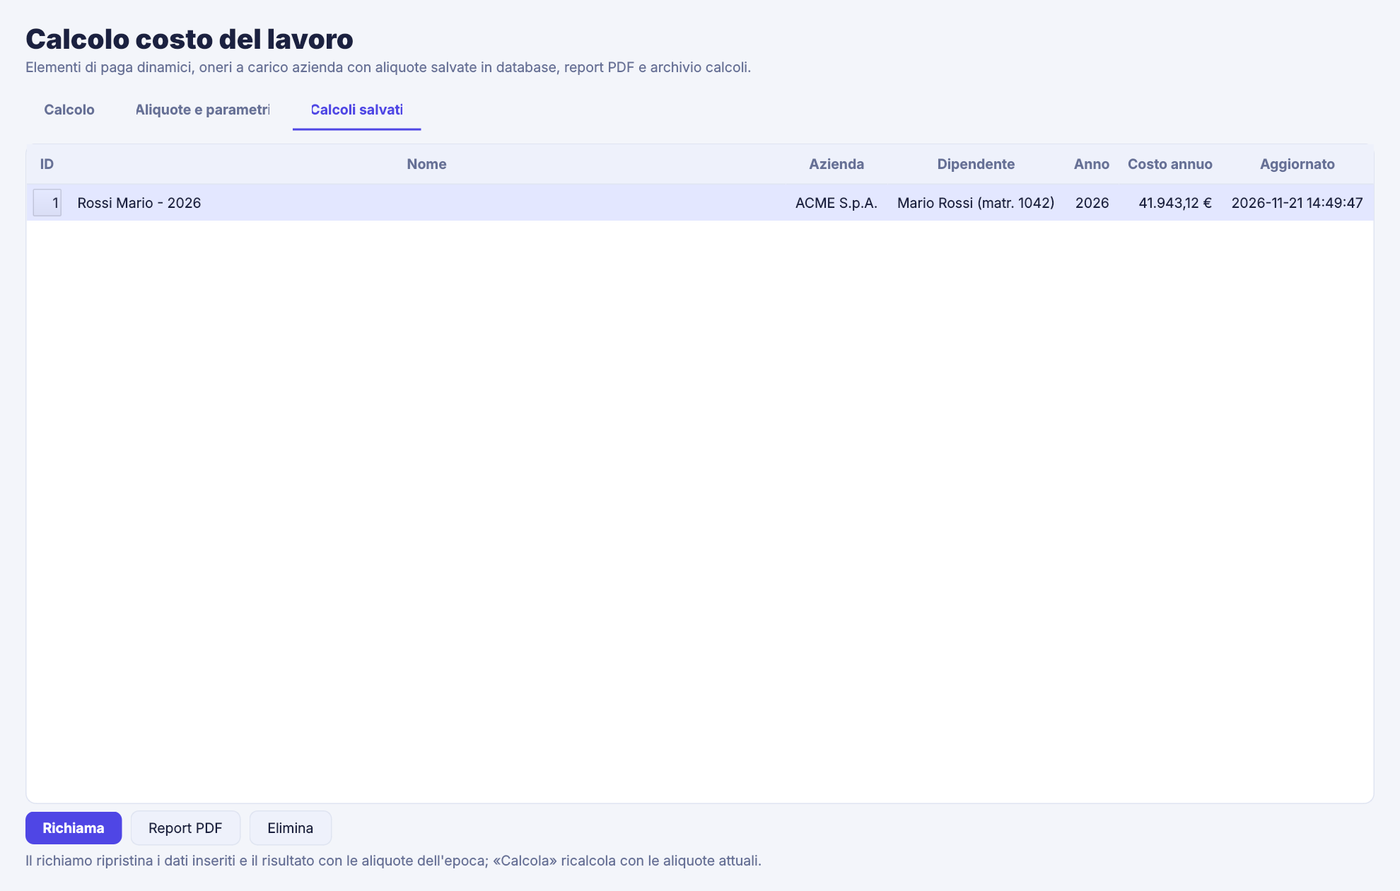 Calcolo costo del lavoro
Elementi di paga dinamici, oneri a carico azienda con aliquote salvate in database, report PDF e archivio calcoli.
Calcolo Aliquote e parametri Calcoli salvati
ID Nome Azienda Dipendente Anno Costo annuo Aggiornato
1 Rossi Mario - 2026 ACME S.p.A. Mario Rossi (matr. 1042) 2026 41.943,12 € 2026-11-21 14:49:47
Richiama Report PDF Elimina
Il richiamo ripristina i dati inseriti e il risultato con le aliquote dell'epoca; «Calcola» ricalcola con le aliquote attuali.